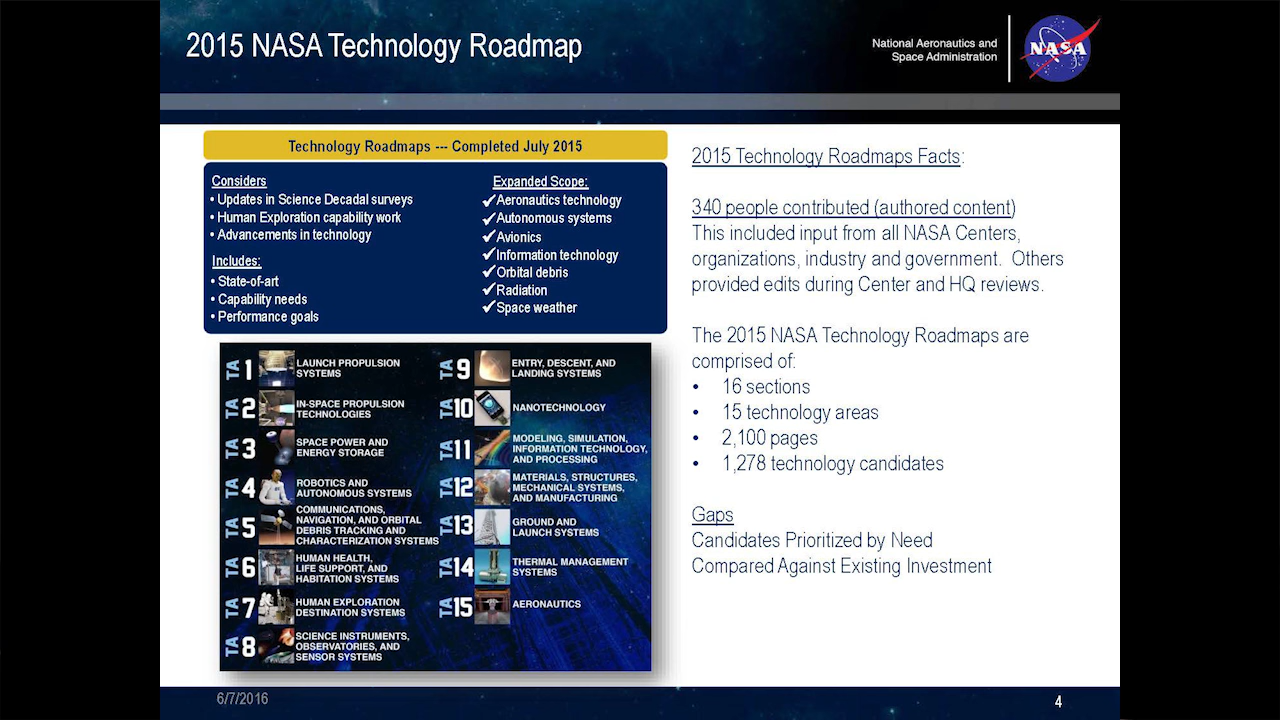 2015 NASA Technology Roadmap
National Aeronautics and
Space Administration
NASA
Technology Roadmaps --- Completed July 2015
Considers
• Updates in Science Decadal surveys
• Human Exploration capability work
• Advancements in technology
Includes:
• State-of-art
• Capability needs
• Performance goals
Expanded Scope:
✓Aeronautics technology
✓Autonomous systems
✓Avionics
✓Information technology
✓Orbital debris
✓Radiation
✓Space weather
TA 1 LAUNCH PROPULSION
SYSTEMS
TA 2 IN-SPACE PROPULSION
TECHNOLOGIES
TA 3 SPACE POWER AND
ENERGY STORAGE
TA 4 ROBOTICS AND
AUTONOMOUS SYSTEMS
TA 5 COMMUNICATIONS,
NAVIGATION, AND ORBITAL
DEBRIS TRACKING AND
CHARACTERIZATION SYSTEMS
TA 6 HUMAN HEALTH,
LIFE SUPPORT, AND
HABITATION SYSTEMS
TA 7 HUMAN EXPLORATION
DESTINATION SYSTEMS
TA 8 SCIENCE INSTRUMENTS,
OBSERVATORIES, AND
SENSOR SYSTEMS
TA 9 ENTRY, DESCENT, AND
LANDING SYSTEMS
TA 10 NANOTECHNOLOGY
TA 11 MODELING, SIMULATION,
INFORMATION TECHNOLOGY,
AND PROCESSING
TA 12 MATERIALS, STRUCTURES,
MECHANICAL SYSTEMS,
AND MANUFACTURING
TA 13 GROUND AND
LAUNCH SYSTEMS
TA 14 THERMAL MANAGEMENT
SYSTEMS
TA 15 AERONAUTICS
2015 Technology Roadmaps Facts:
340 people contributed (authored content)
This included input from all NASA Centers,
organizations, industry and government. Others
provided edits during Center and HQ reviews.
The 2015 NASA Technology Roadmaps are
comprised of:
• 16 sections
• 15 technology areas
• 2,100 pages
• 1,278 technology candidates
Gaps
Candidates Prioritized by Need
Compared Against Existing Investment
6/7/2016
4